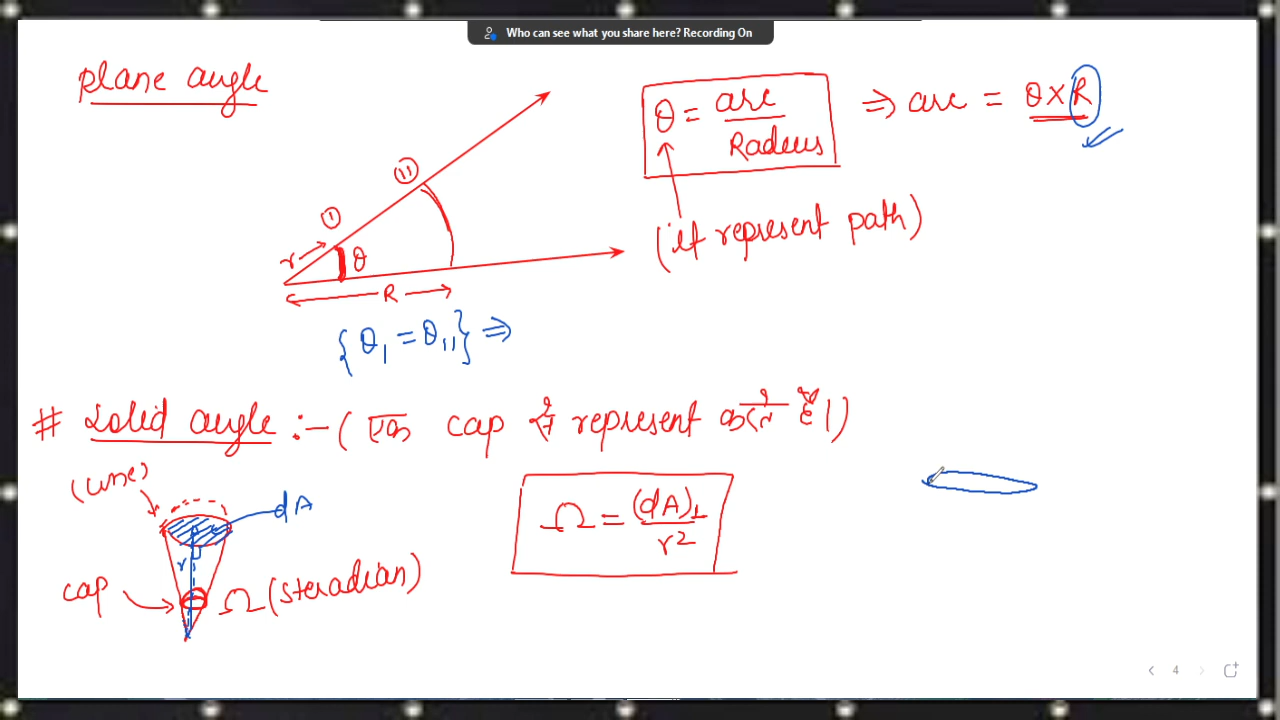 Who can see what you share here? Recording On
plane angle
θ = arc / Radius ⇒ arc = θ × R
(it represent path)
(I) (II)
r θ
R
{θ₁ = θ₁₁} ⇒
# Solid angle :- ( cap represent करता है।)
(cone)
dA
r
cap Ω (steradian)
Ω = (dA)⊥ / r²
4